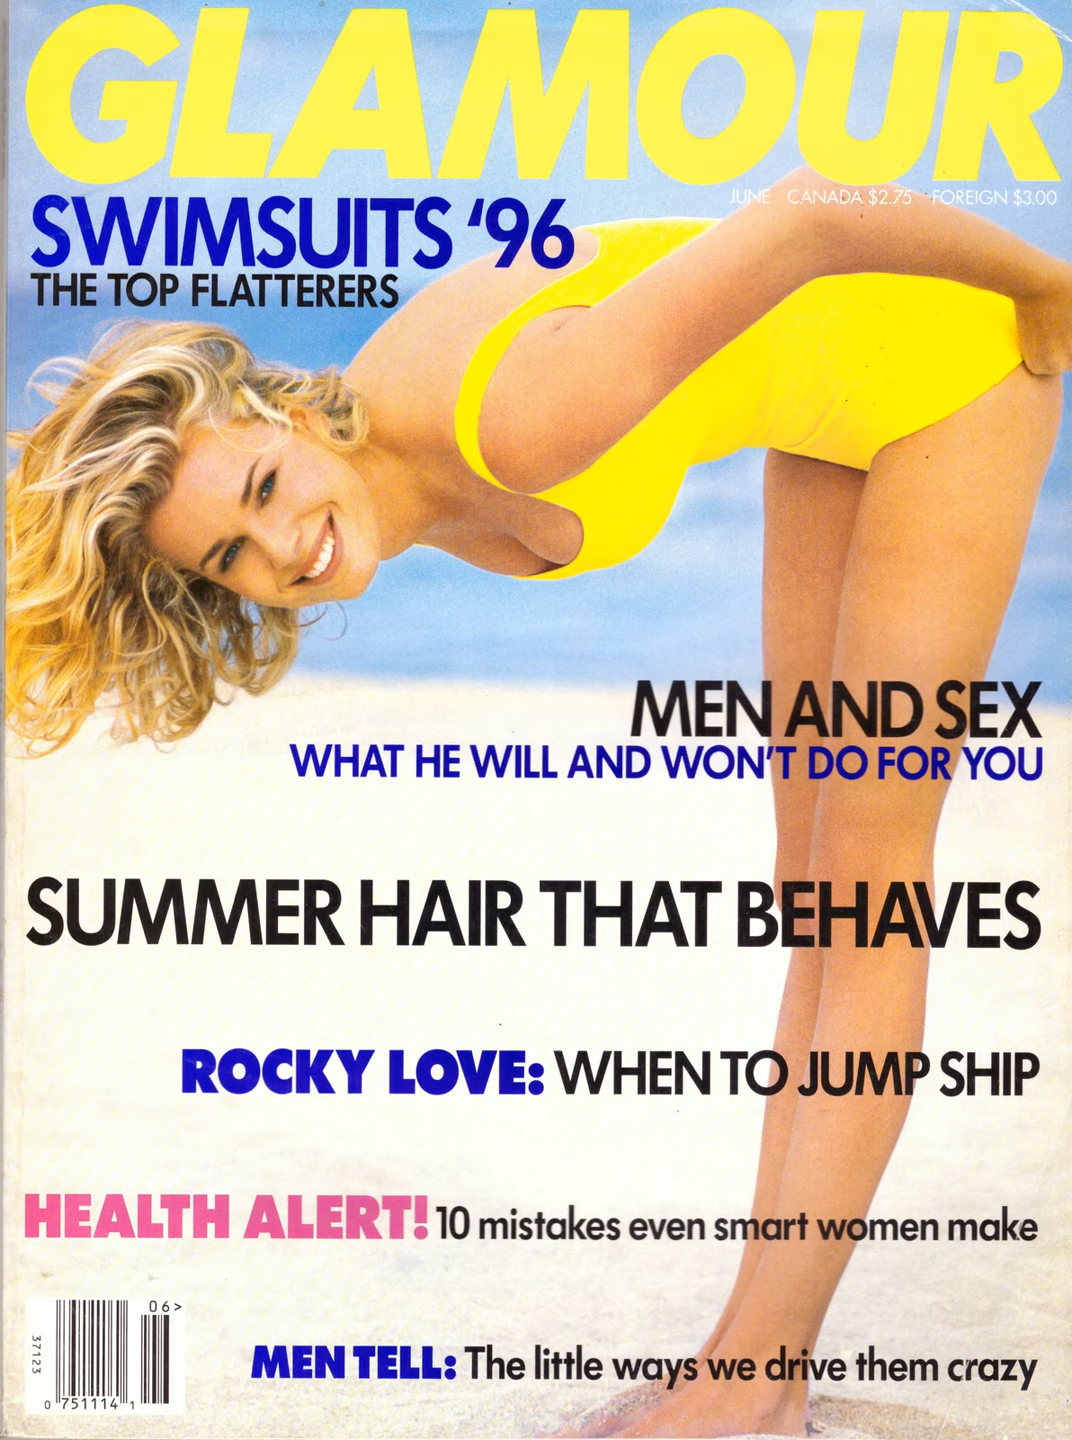 GLAMOUR
JUNE CANADA $2.75 FOREIGN $3.00
SWIMSUITS '96
THE TOP FLATTERERS
MEN AND SEX
WHAT HE WILL AND WON'T DO FOR YOU
SUMMER HAIR THAT BEHAVES
ROCKY LOVE: WHEN TO JUMP SHIP
HEALTH ALERT! 10 mistakes even smart women make
MEN TELL: The little ways we drive them crazy
06>
37123
0 751114 1